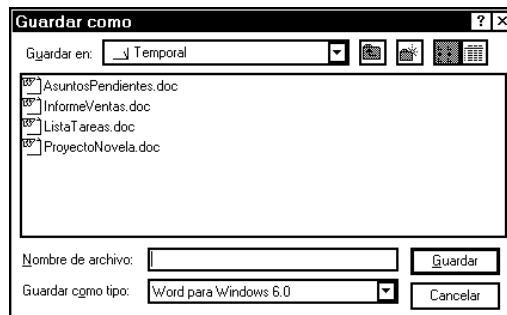 Guardar como
Guardar en: Temporal
AsuntosPendientes.doc
InformeVentas.doc
ListaTareas.doc
ProyectoNovela.doc
Nombre de archivo: Guardar
Guardar como tipo: Word para Windows 6.0 Cancelar